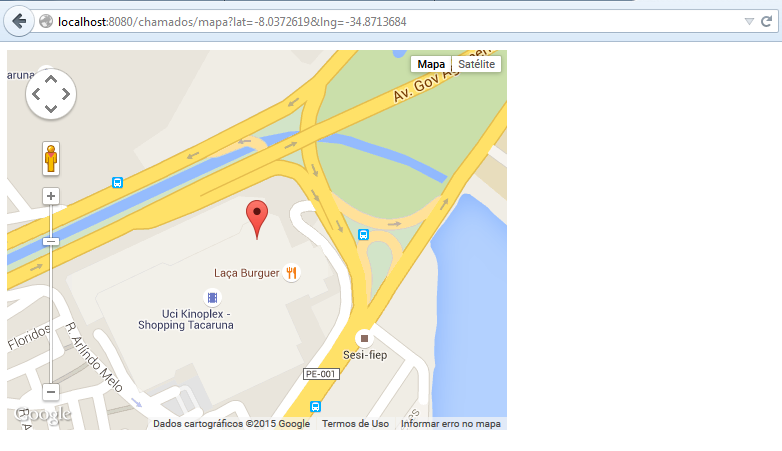 localhost:8080/chamados/mapa?lat=-8.0372619&lng=-34.8713684
Mapa Satélite
acaruna
Av. Gov Ag
Laça Burguer
Uci Kinoplex -
Shopping Tacaruna
Floridos
R. Arlíndo Melo
Sesi-fiep
PE-001
Google
Dados cartográficos ©2015 Google Termos de Uso Informar erro no mapa